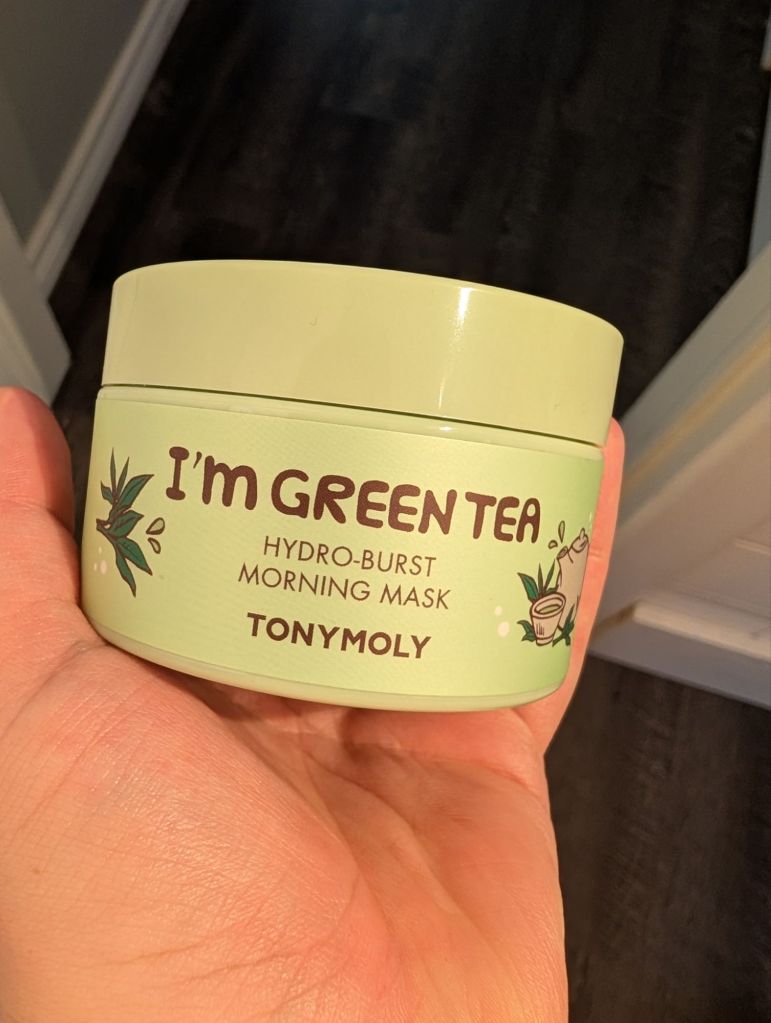 I'm GREEN TEA
HYDRO-BURST
MORNING MASK
TONYMOLY